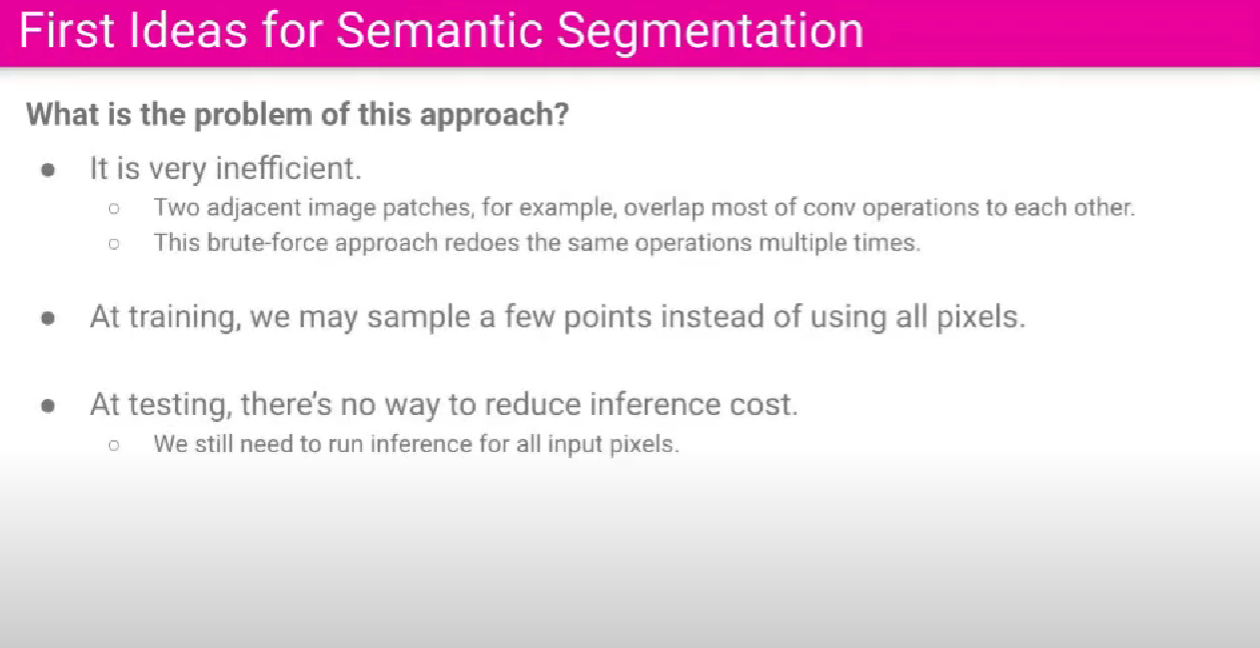 First Ideas for Semantic Segmentation
What is the problem of this approach?
● It is very inefficient.
○ Two adjacent image patches, for example, overlap most of conv operations to each other.
○ This brute-force approach redoes the same operations multiple times.
● At training, we may sample a few points instead of using all pixels.
● At testing, there’s no way to reduce inference cost.
○ We still need to run inference for all input pixels.